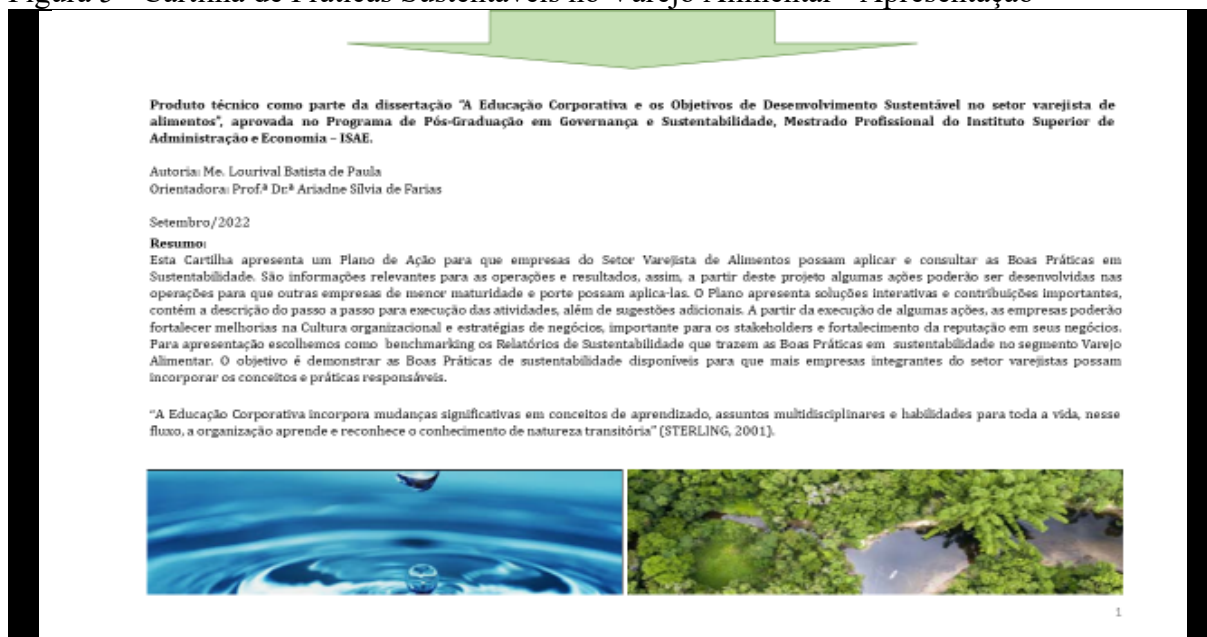 Figura 5 - Cartilha de Práticas Sustentáveis no Varejo Alimentar - Apresentação
Produto técnico como parte da dissertação "A Educação Corporativa e os Objetivos de Desenvolvimento Sustentável no setor varejista de
alimentos", aprovada no Programa de Pós-Graduação em Governança e Sustentabilidade, Mestrado Profissional do Instituto Superior de
Administração e Economia – ISAE.
Autoria: Me. Lourival Batista de Paula
Orientadora: Prof.ª Dr.ª Ariadne Sílvia de Farias
Setembro/2022
Resumo:
Esta Cartilha apresenta um Plano de Ação para que empresas do Setor Varejista de Alimentos possam aplicar e consultar as Boas Práticas em
Sustentabilidade. São informações relevantes para as operações e resultados, assim, a partir deste projeto algumas ações poderão ser desenvolvidas nas
operações para que outras empresas de menor maturidade e porte possam aplica-las. O Plano apresenta soluções interativas e contribuições importantes,
contém a descrição do passo a passo para execução das atividades, além de sugestões adicionais. A partir da execução de algumas ações, as empresas poderão
fortalecer melhorias na Cultura organizacional e estratégias de negócios, importante para os stakeholders e fortalecimento da reputação em seus negócios.
Para apresentação escolhemos como benchmarking os Relatórios de Sustentabilidade que trazem as Boas Práticas em sustentabilidade no segmento Varejo
Alimentar. O objetivo é demonstrar as Boas Práticas de sustentabilidade disponíveis para que mais empresas integrantes do setor varejistas possam
incorporar os conceitos e práticas responsáveis.
"A Educação Corporativa incorpora mudanças significativas em conceitos de aprendizado, assuntos multidisciplinares e habilidades para toda a vida, nesse
fluxo, a organização aprende e reconhece o conhecimento de natureza transitória" (STERLING, 2001).
1